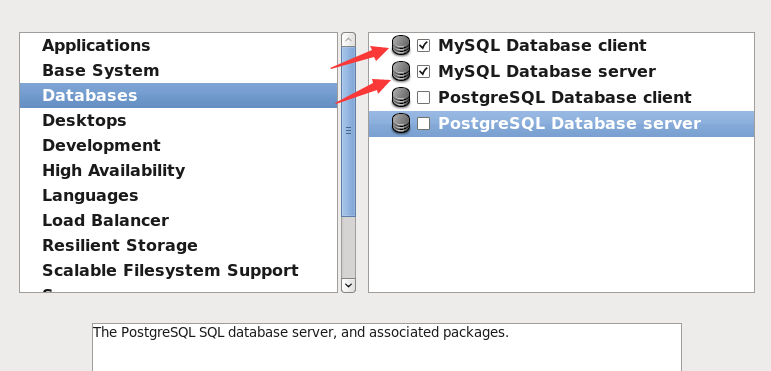 Applications
Base System
Databases
Desktops
Development
High Availability
Languages
Load Balancer
Resilient Storage
Scalable Filesystem Support
MySQL Database client
MySQL Database server
PostgreSQL Database client
PostgreSQL Database server
The PostgreSQL SQL database server, and associated packages.